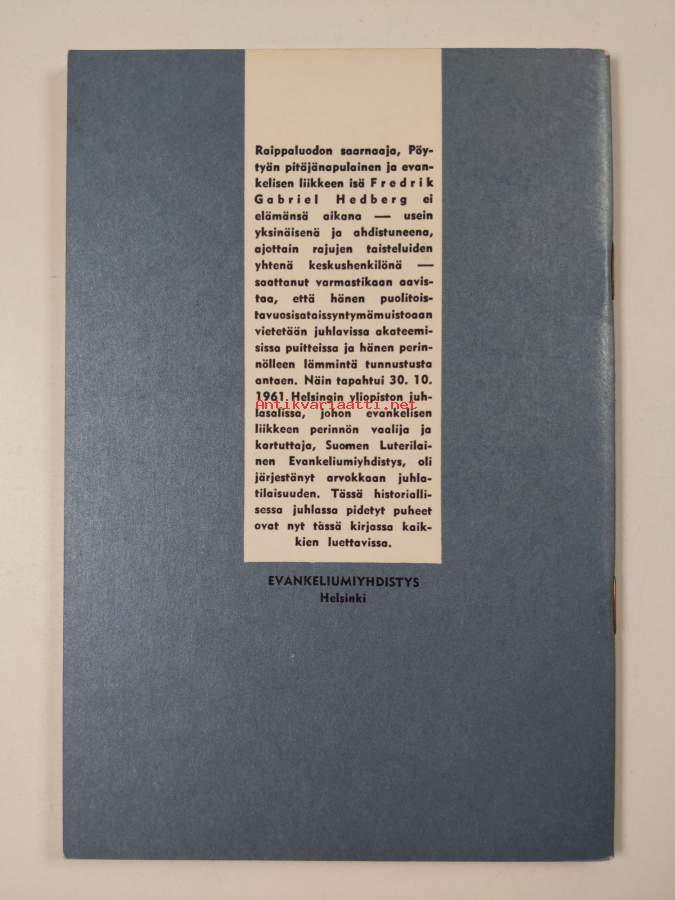 Raippaluodon saarnaaja, Pöy-
tyän pitäjänapulainen ja evan-
kelisen liikkeen isä Fredrik
Gabriel Hedberg ei
elämänsä aikana — usein
yksinäisenä ja ahdistuneena,
ajottain rajujen taisteluiden
yhtenä keskushenkilönä —
saattanut varmastikaan aavis-
taa, että hänen puolitois-
tavuosisataissyntymämuistoaan
vietetään juhlavissa akateemi-
sissa puitteissa ja hänen perin-
nölleen lämmintä tunnustusta
antaen. Näin tapahtui 30. 10.
1961 Helsingin yliopiston juh-
Antikvariaatti.net
lasalissa, johon evankelisen
liikkeen perinnön vaalija ja
kartuttaja, Suomen Luterilai-
nen Evankeliumiyhdistys, oli
järjestänyt arvokkaan juhla-
tilaisuuden. Tässä historialli-
sessa juhlassa pidetyt puheet
ovat nyt tässä kirjassa kaik-
kien luettavissa.
EVANKELIUMIYHDISTYS
Helsinki